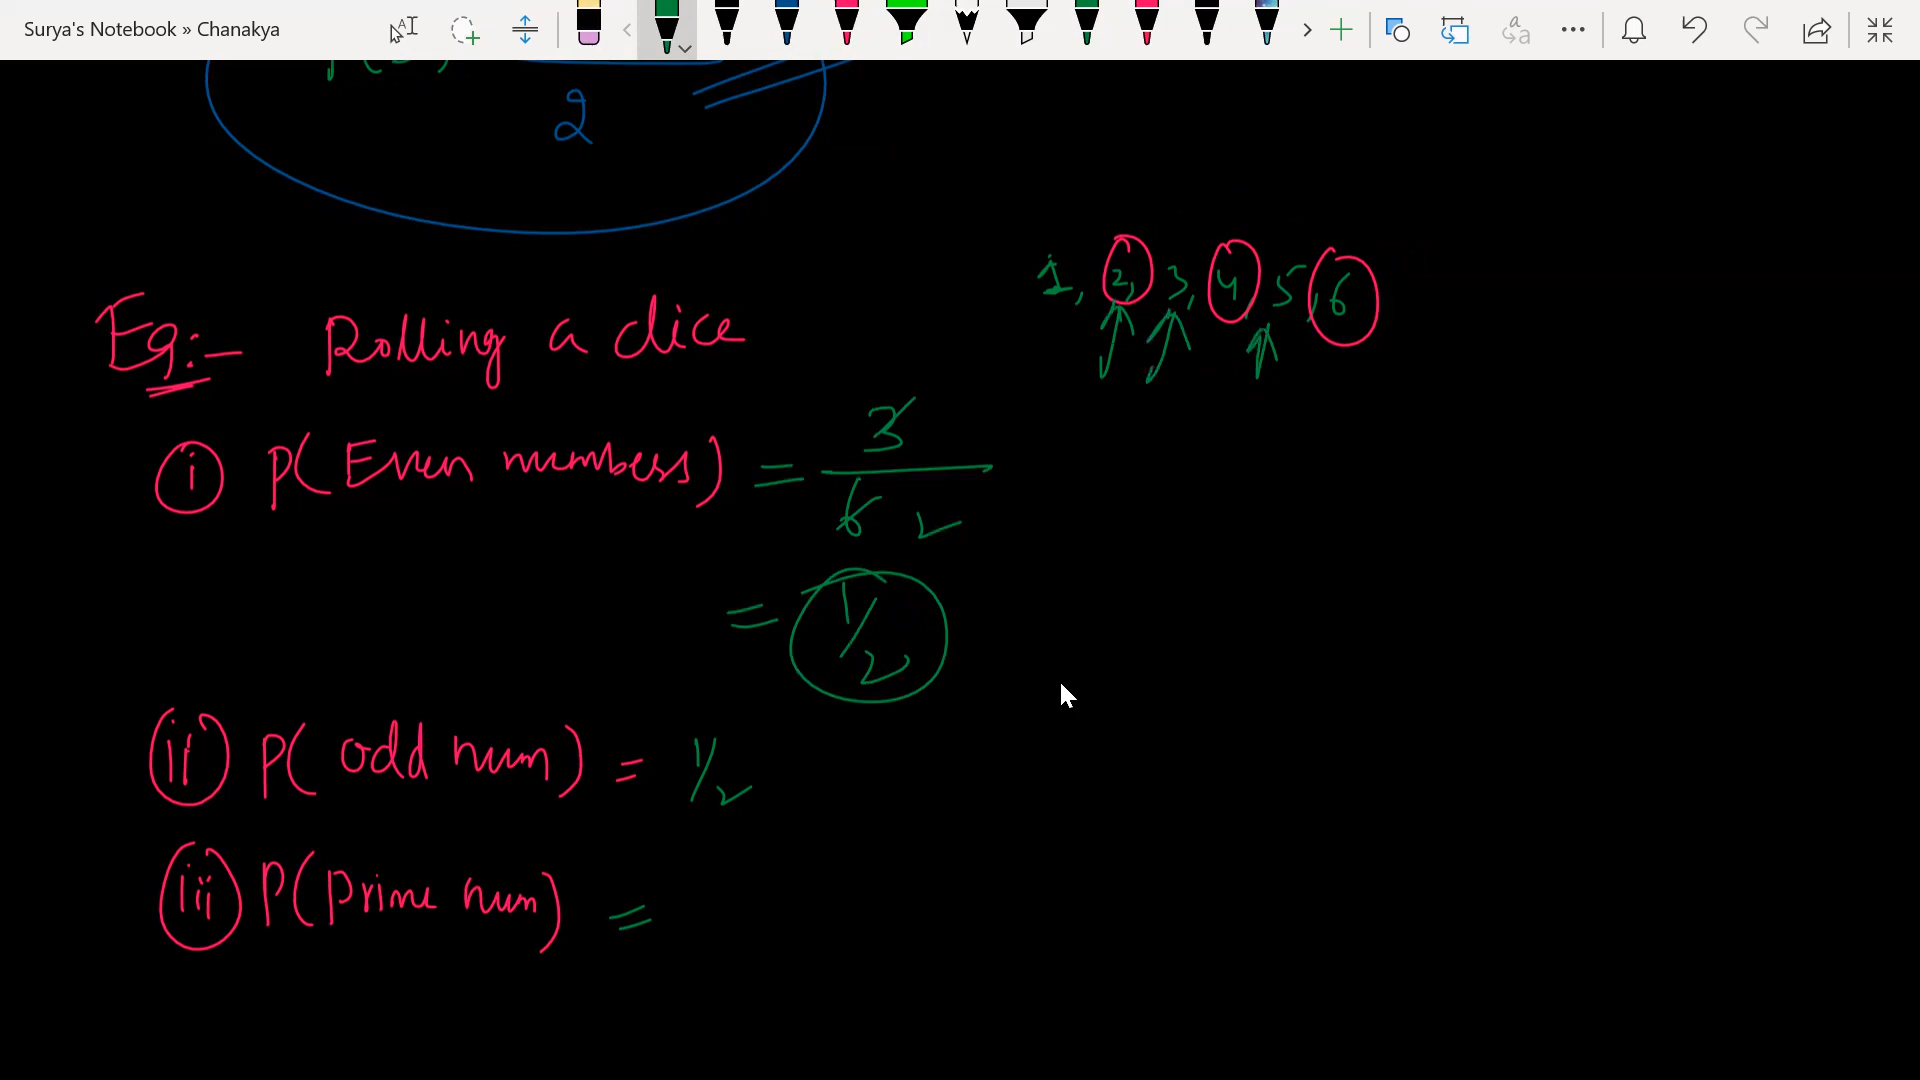 Surya's Notebook » Chanakya
2
1, 2, 3, 4, 5, 6
Eg:- Rolling a dice
i P(Even numbers) = 3/6
= 1/2
ii P(odd num) = 1/2
iii P(Prime num) =